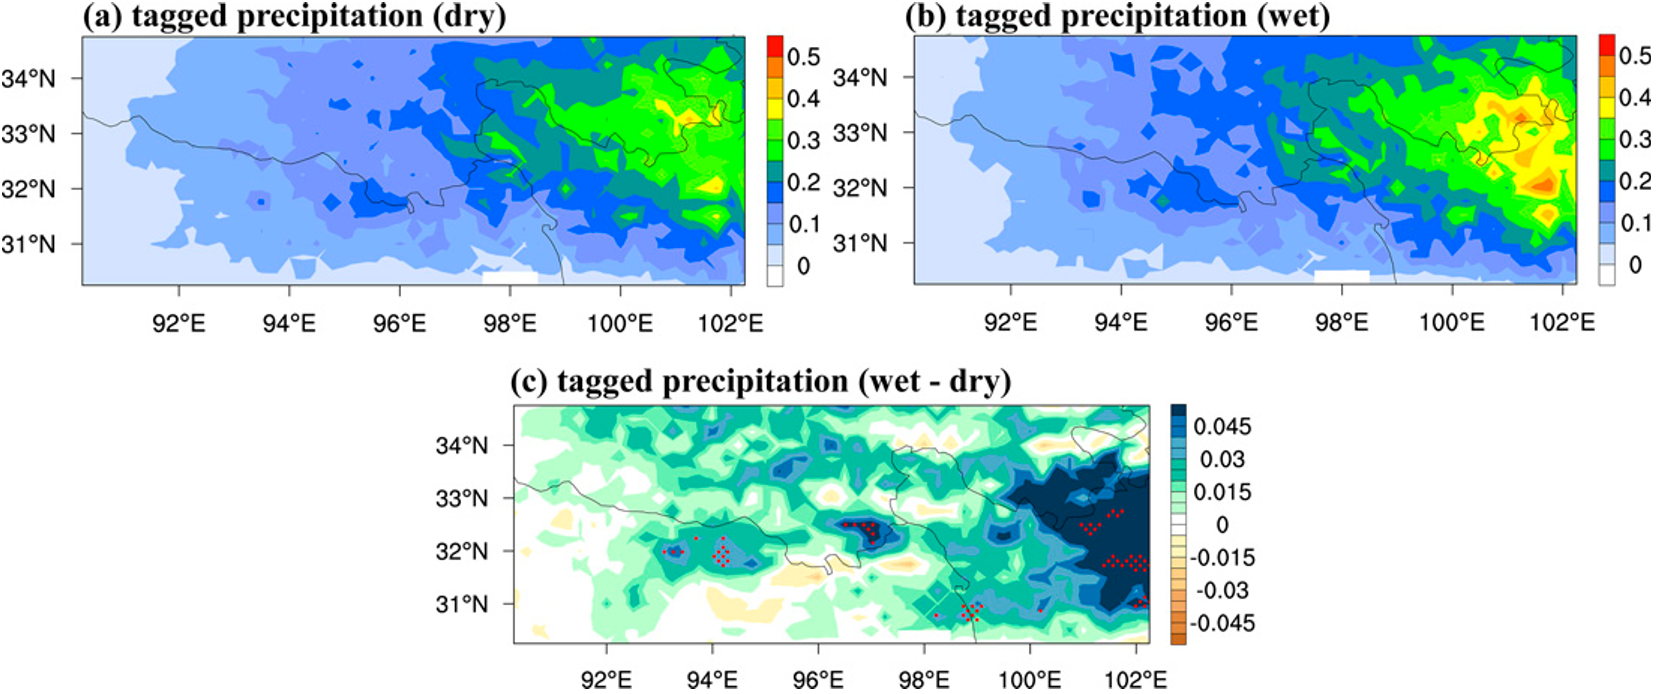 (a) tagged precipitation (dry)
34°N
33°N
32°N
31°N
92°E 94°E 96°E 98°E 100°E 102°E
0.5
0.4
0.3
0.2
0.1
0
(b) tagged precipitation (wet)
34°N
33°N
32°N
31°N
92°E 94°E 96°E 98°E 100°E 102°E
0.5
0.4
0.3
0.2
0.1
0
(c) tagged precipitation (wet - dry)
34°N
33°N
32°N
31°N
92°E 94°E 96°E 98°E 100°E 102°E
0.045
0.03
0.015
0
-0.015
-0.03
-0.045